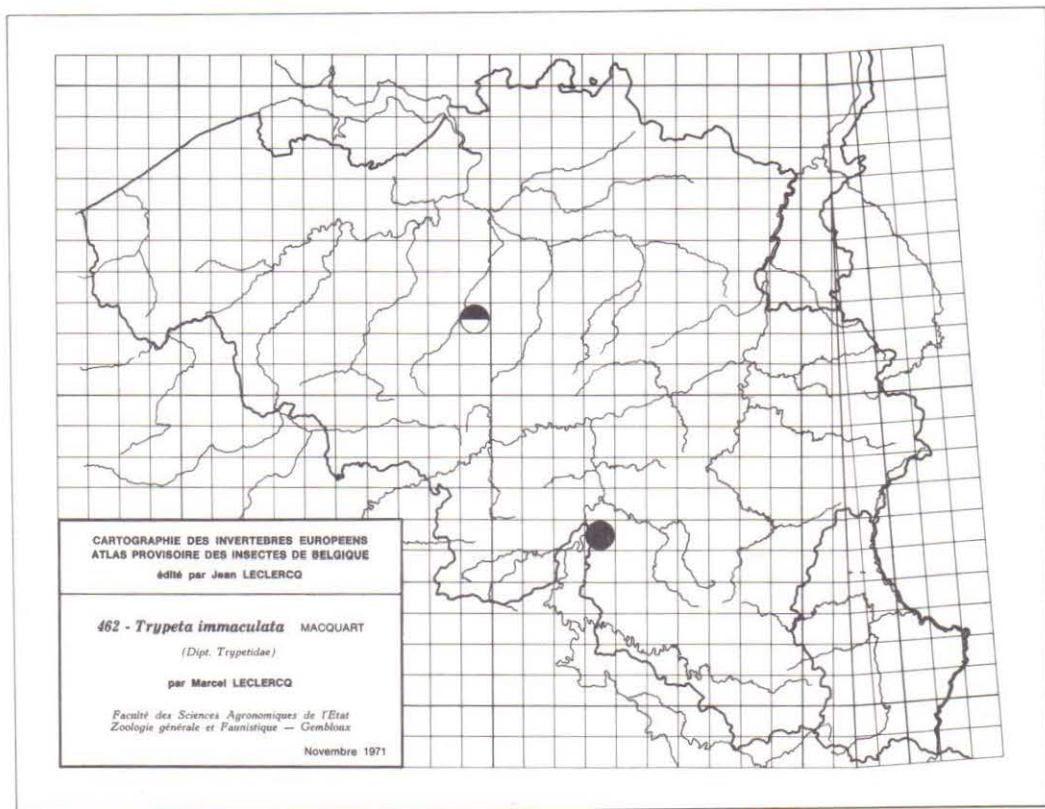 CARTOGRAPHIE DES INVERTEBRES EUROPEENS
ATLAS PROVISOIRE DES INSECTES DE BELGIQUE
édité par Jean LECLERCQ
462 - Trypeta immaculata MACQUART
(Dipt. Trypetidae)
par Marcel LECLERCQ
Faculté des Sciences Agronomiques de l'Etat
Zoologie générale et Faunistique — Gembloux
Novembre 1971